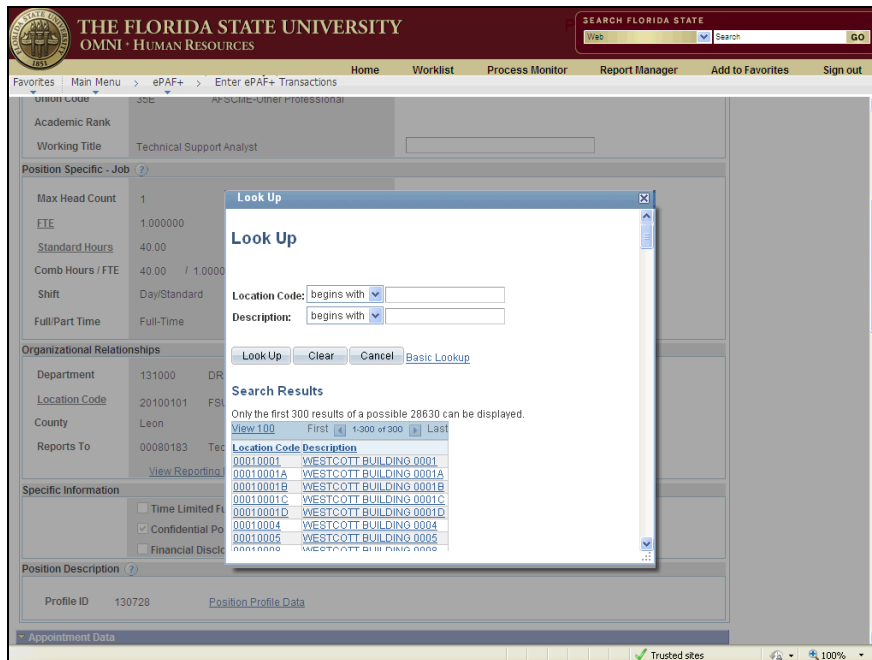 THE FLORIDA STATE UNIVERSITY
OMNI · HUMAN RESOURCES
1851
SEARCH FLORIDA STATE
Web Search GO
Home Worklist Process Monitor Report Manager Add to Favorites Sign out
Favorites Main Menu > ePAF+ > Enter ePAF+ Transactions
Union Code 35E AFSCME-Other Professional
Academic Rank
Working Title Technical Support Analyst
Position Specific - Job
Max Head Count 1
FTE 1.000000
Standard Hours 40.00
Comb Hours / FTE 40.00 / 1.0000
Shift Day/Standard
Full/Part Time Full-Time
Organizational Relationships
Department 131000 DR
Location Code 20100101 FSU
County Leon
Reports To 00080183 Tec
View Reporting
Specific Information
Time Limited Fu
Confidential Po
Financial Disclo
Position Description
Profile ID 130728 Position Profile Data
Appointment Data
Look Up
Look Up
Location Code: begins with
Description: begins with
Look Up Clear Cancel Basic Lookup
Search Results
Only the first 300 results of a possible 28630 can be displayed.
View 100 First 1-300 of 300 Last
Location Code Description
00010001 WESTCOTT BUILDING 0001
00010001A WESTCOTT BUILDING 0001A
00010001B WESTCOTT BUILDING 0001B
00010001C WESTCOTT BUILDING 0001C
00010001D WESTCOTT BUILDING 0001D
00010004 WESTCOTT BUILDING 0004
00010005 WESTCOTT BUILDING 0005
00010008 WESTCOTT BUILDING 0008
Trusted sites 100%